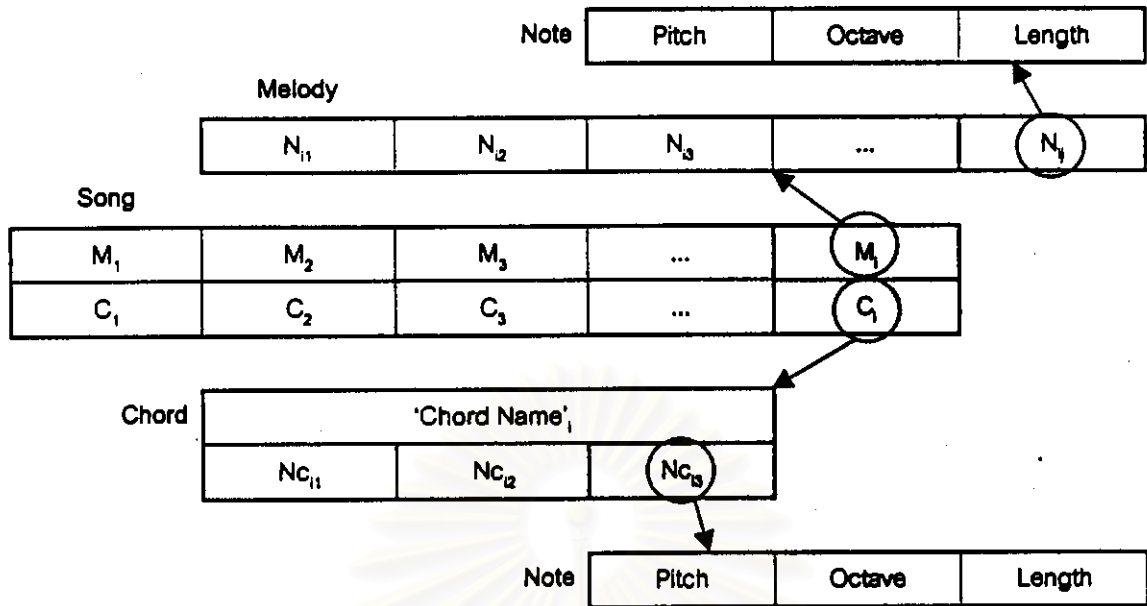 Note Pitch Octave Length
Melody
N_i1 N_i2 N_i3 ... N_ij
Song
M_1 M_2 M_3 ... M_i
C_1 C_2 C_3 ... C_i
Chord 'Chord Name'_i
Nc_i1 Nc_i2 Nc_i3
Note Pitch Octave Length